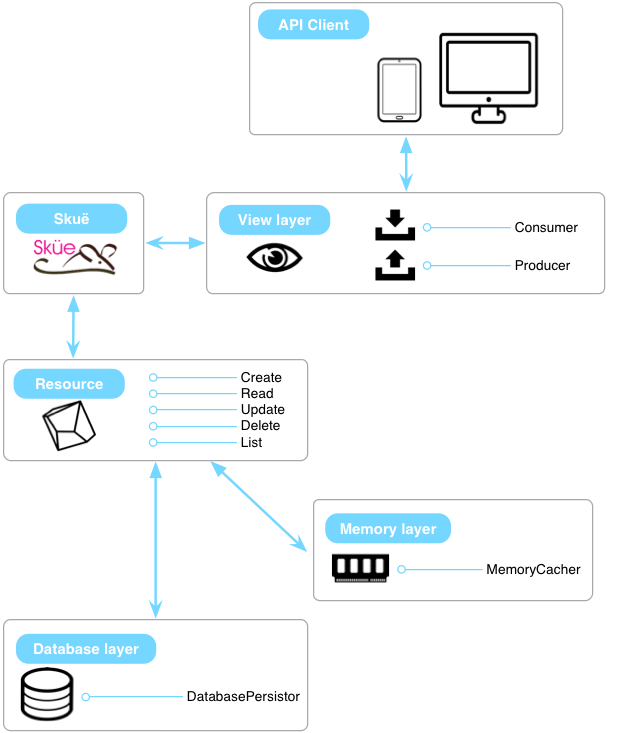 API Client
Skuë
Sküe
View layer
Consumer
Producer
Resource
Create
Read
Update
Delete
List
Memory layer
MemoryCacher
Database layer
DatabasePersistor